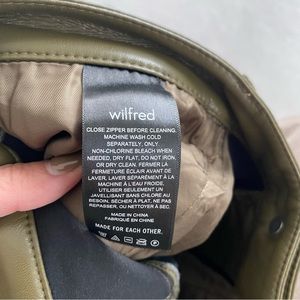 wilfred
CLOSE ZIPPER BEFORE CLEANING.
MACHINE WASH COLD
SEPARATELY, ONLY
NON-CHLORINE BLEACH WHEN
NEEDED, DRY FLAT, DO NOT IRON,
OR DRY CLEAN. FERMER LA
FERMETURE ÉCLAIR AVANT DE
LAVER, LAVER SÉPARÉMENT À LA
MACHINE À L'EAU FROIDE,
UTILISER SEULEMENT UN
JAVELLISANT SANS CHLORE AU
BESOIN, SÉCHER À PLAT, NE PAS
REPASSER, OU NETTOYER À SEC.
MADE IN CHINA
FABRIQUÉ EN CHINE
MADE FOR EACH OTHER.